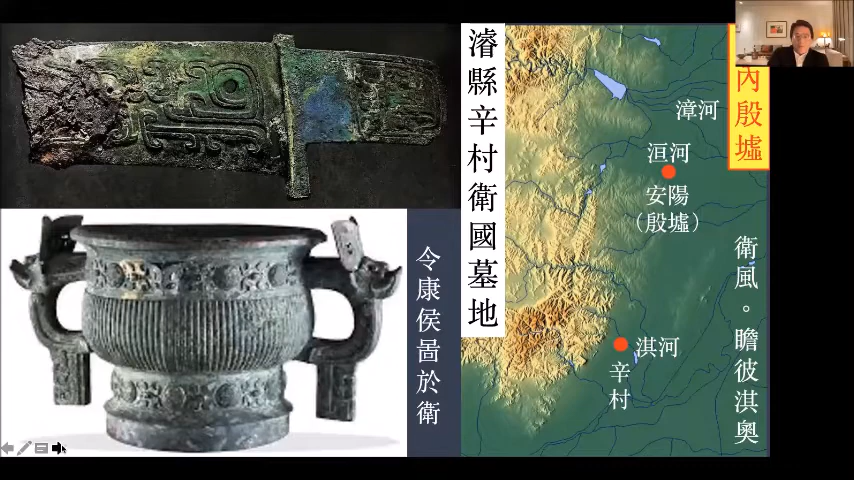 濬縣辛村衛國墓地
令康侯啚於衛
漳河
洹河
安陽
（殷墟）
淇河
辛村
內殷墟
衛風。瞻彼淇奧